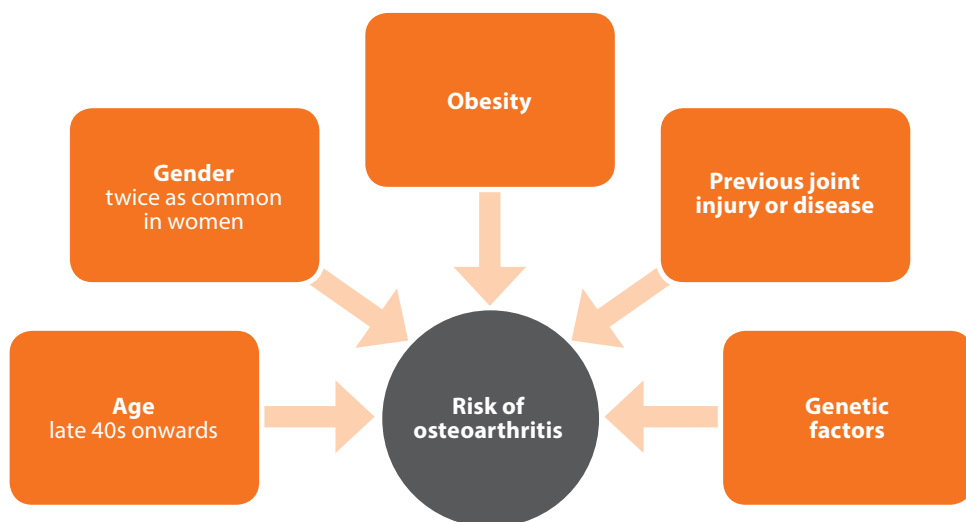 Obesity
Gender
twice as common
in women
Previous joint
injury or disease
Age
late 40s onwards
Risk of
osteoarthritis
Genetic
factors